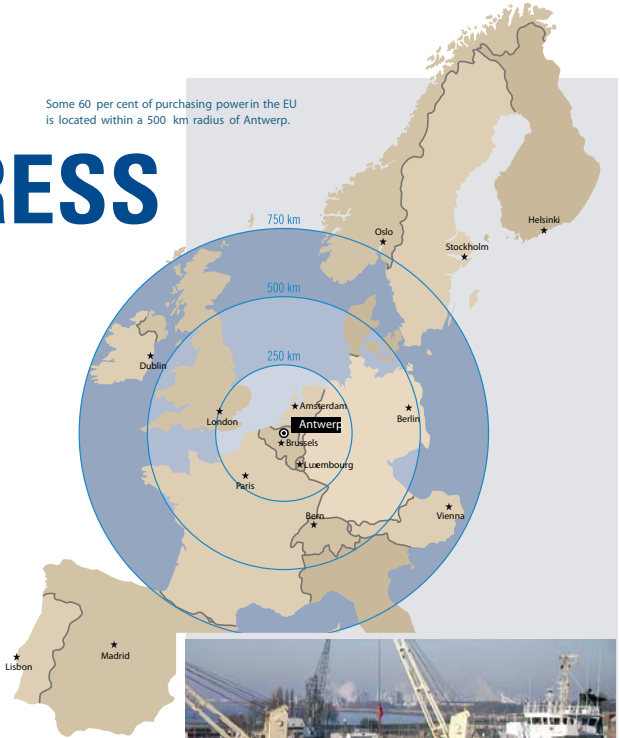 Some 60 per cent of purchasing power in the EU
is located within a 500 km radius of Antwerp.
RESS
750 km
500 km
250 km
Helsinki
Oslo
Stockholm
Dublin
Amsterdam
London
Berlin
Antwerp
Brussels
Luxembourg
Paris
Vienna
Bern
Madrid
Lisbon